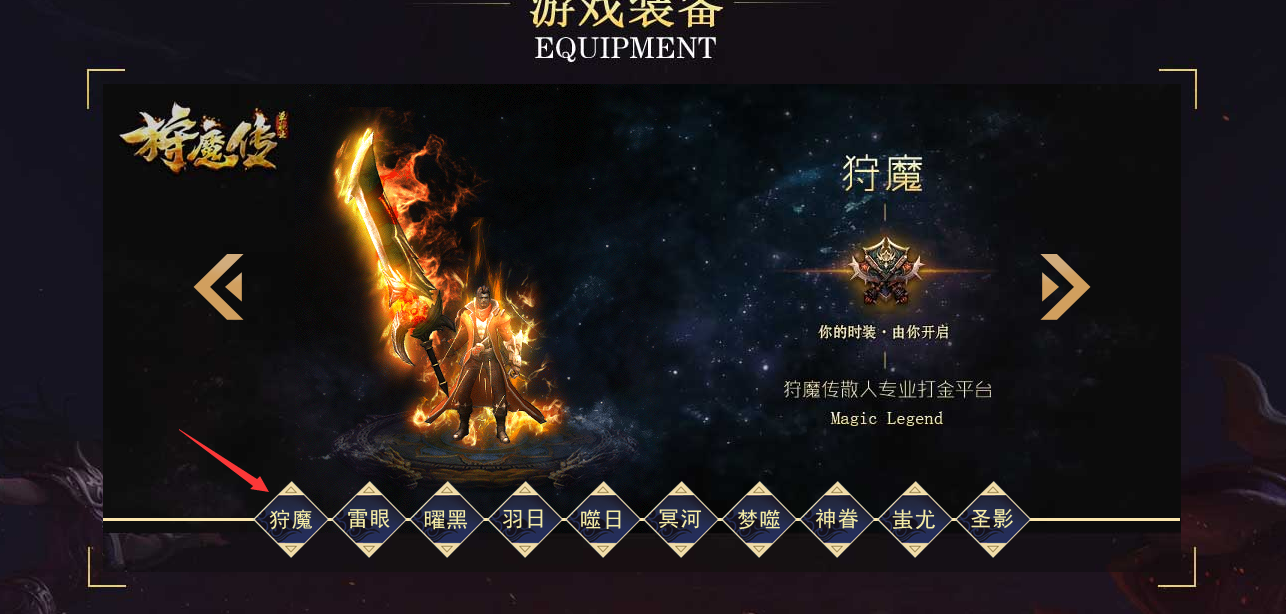 游戏装备
EQUIPMENT
狩魔传
狩魔
你的时装·由你开启
狩魔传散人专业打金平台
Magic Legend
狩魔 雷眼 曜黑 羽日 噬日 冥河 梦噬 神眷 蚩尤 圣影